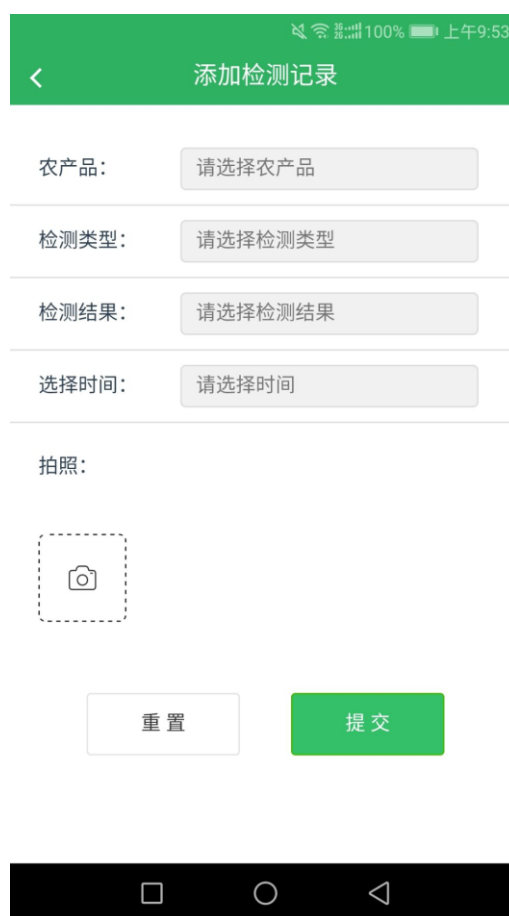 100% 上午9:53
添加检测记录
农产品： 请选择农产品
检测类型： 请选择检测类型
检测结果： 请选择检测结果
选择时间： 请选择时间
拍照：
重 置 提 交